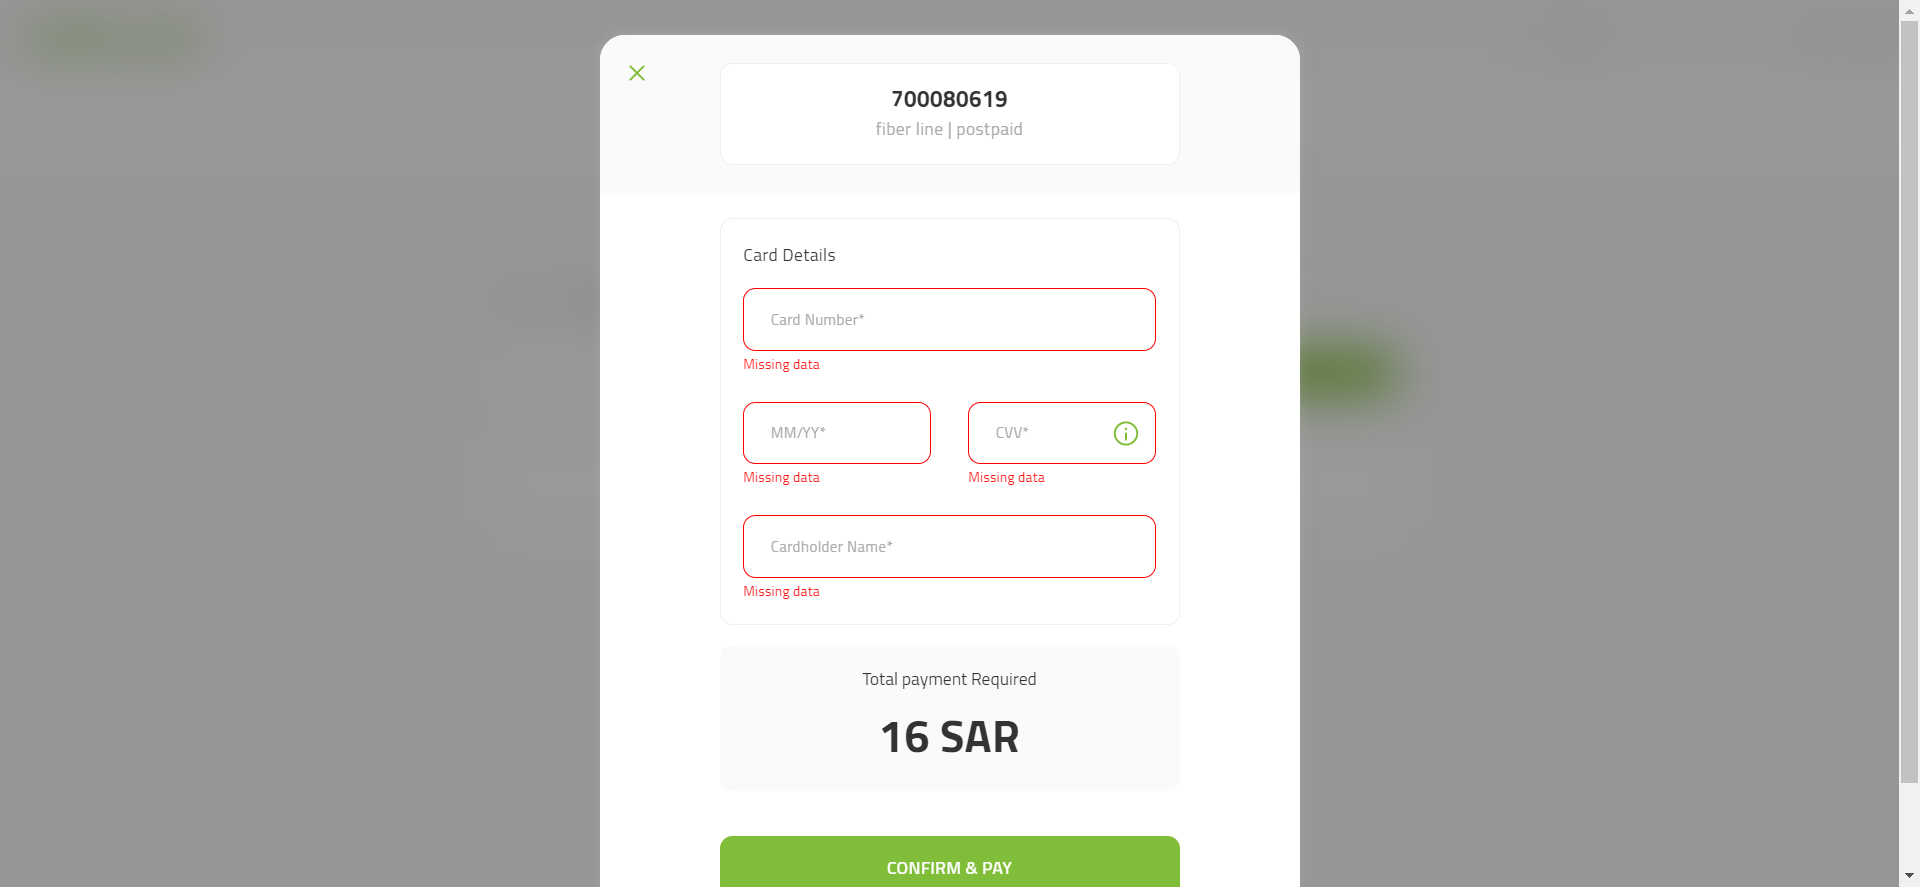 700080619
fiber line | postpaid
Card Details
Card Number*
Missing data
MM/YY*
CVV*
Missing data
Missing data
Cardholder Name*
Missing data
Total payment Required
16 SAR
CONFIRM & PAY